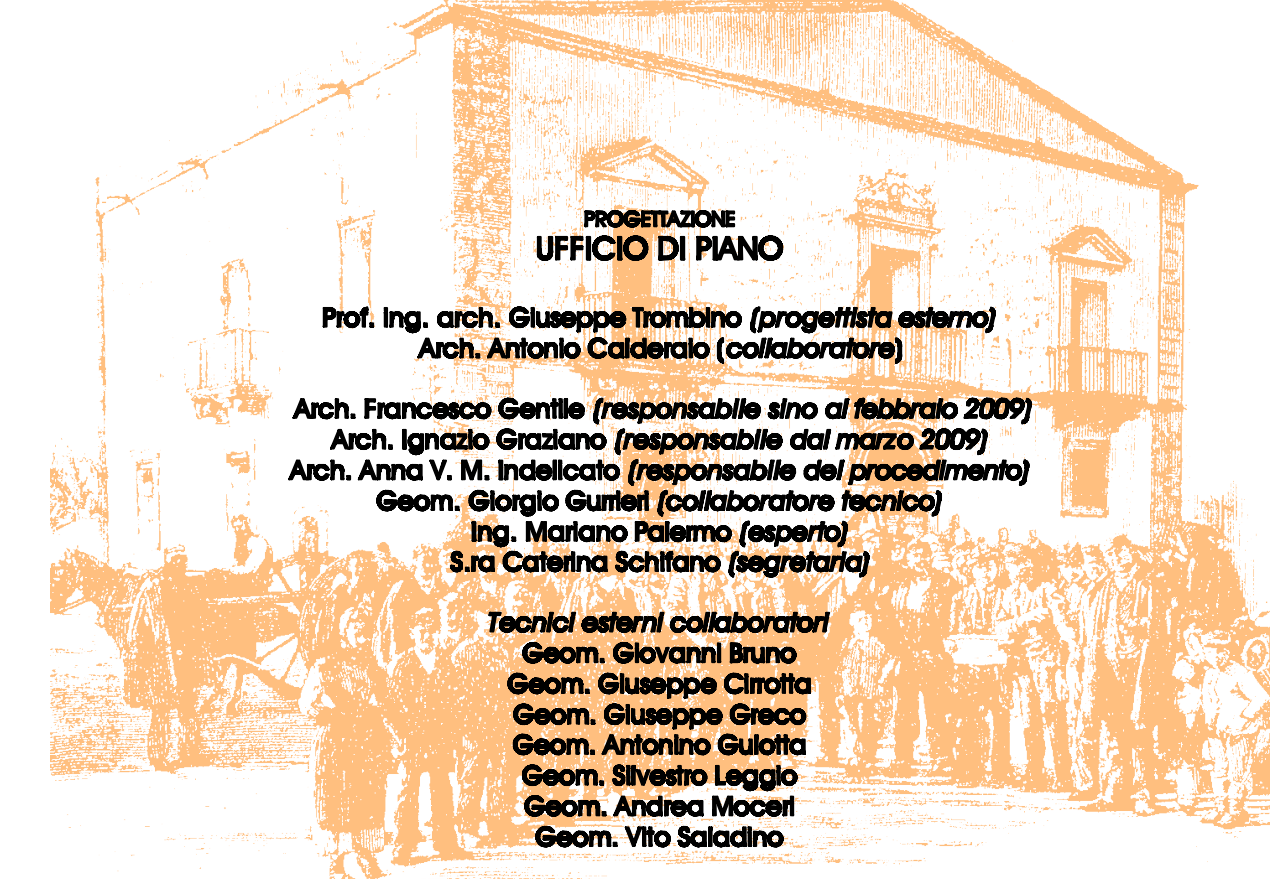 PROGETTAZIONE
UFFICIO DI PIANO
Prof. ing. arch. Giuseppe Trombino (progettista esterno)
Arch. Antonio Calderaio (collaboratore)
Arch. Francesco Gentile (responsabile sino al febbraio 2009)
Arch. Ignazio Graziano (responsabile dal marzo 2009)
Arch. Anna V. M. Indelicato (responsabile del procedimento)
Geom. Giorgio Gurrieri (collaboratore tecnico)
Ing. Mariano Palermo (esperto)
S.ra Caterina Schifano (segretaria)
Tecnici esterni collaboratori
Geom. Giovanni Bruno
Geom. Giuseppe Cirrotta
Geom. Giuseppe Greco
Geom. Antonino Gulotta
Geom. Silvestro Leggio
Geom. Andrea Moceri
Geom. Vito Saladino